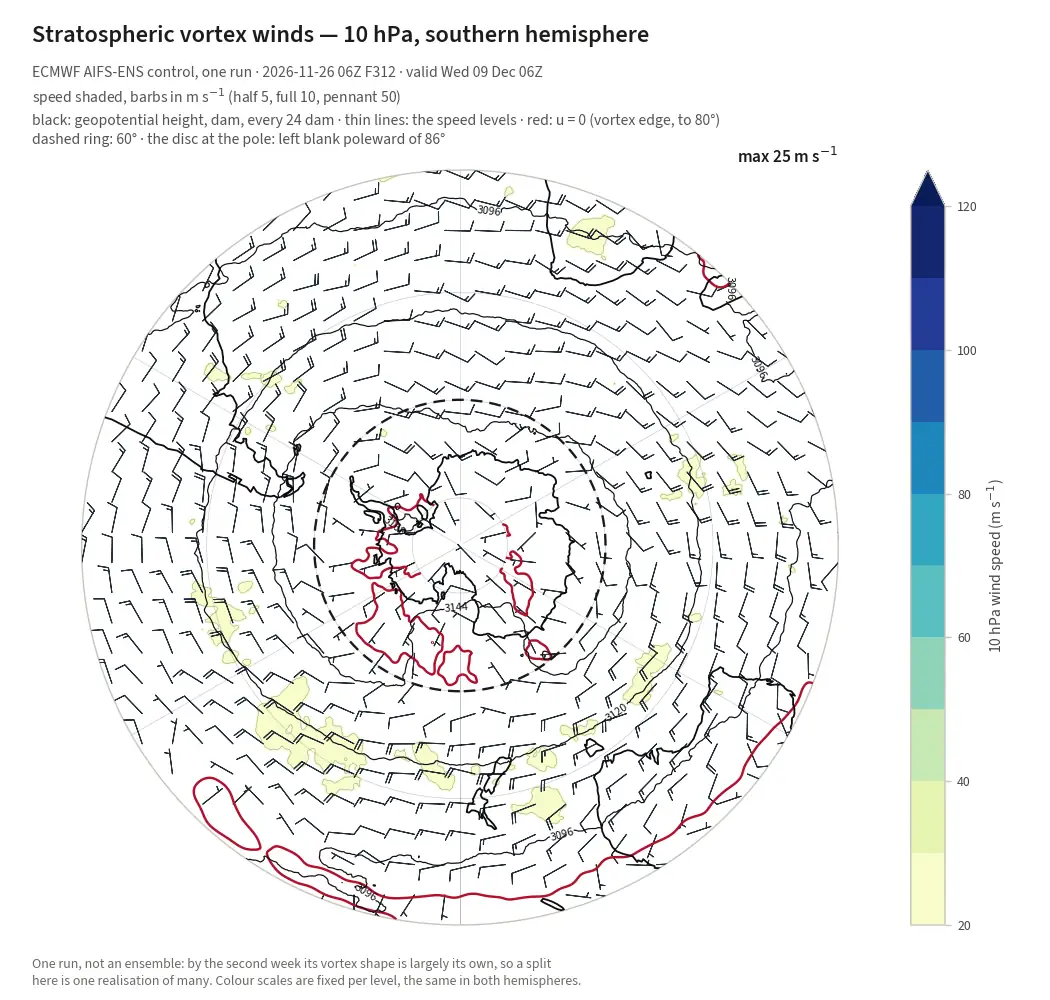 Stratospheric vortex winds — 10 hPa, southern hemisphere
ECMWF AIFS-ENS control, one run · 2026-11-26 06Z F312 · valid Wed 09 Dec 06Z
speed shaded, barbs in m s⁻¹ (half 5, full 10, pennant 50)
black: geopotential height, dam, every 24 dam · thin lines: the speed levels · red: u = 0 (vortex edge, to 80°)
dashed ring: 60° · the disc at the pole: left blank poleward of 86°
max 25 m s⁻¹
120
100
80
60
40
20
10 hPa wind speed (m s⁻¹)
3096
3096
3096
3144
3120
3096
3096
One run, not an ensemble: by the second week its vortex shape is largely its own, so a split
here is one realisation of many. Colour scales are fixed per level, the same in both hemispheres.